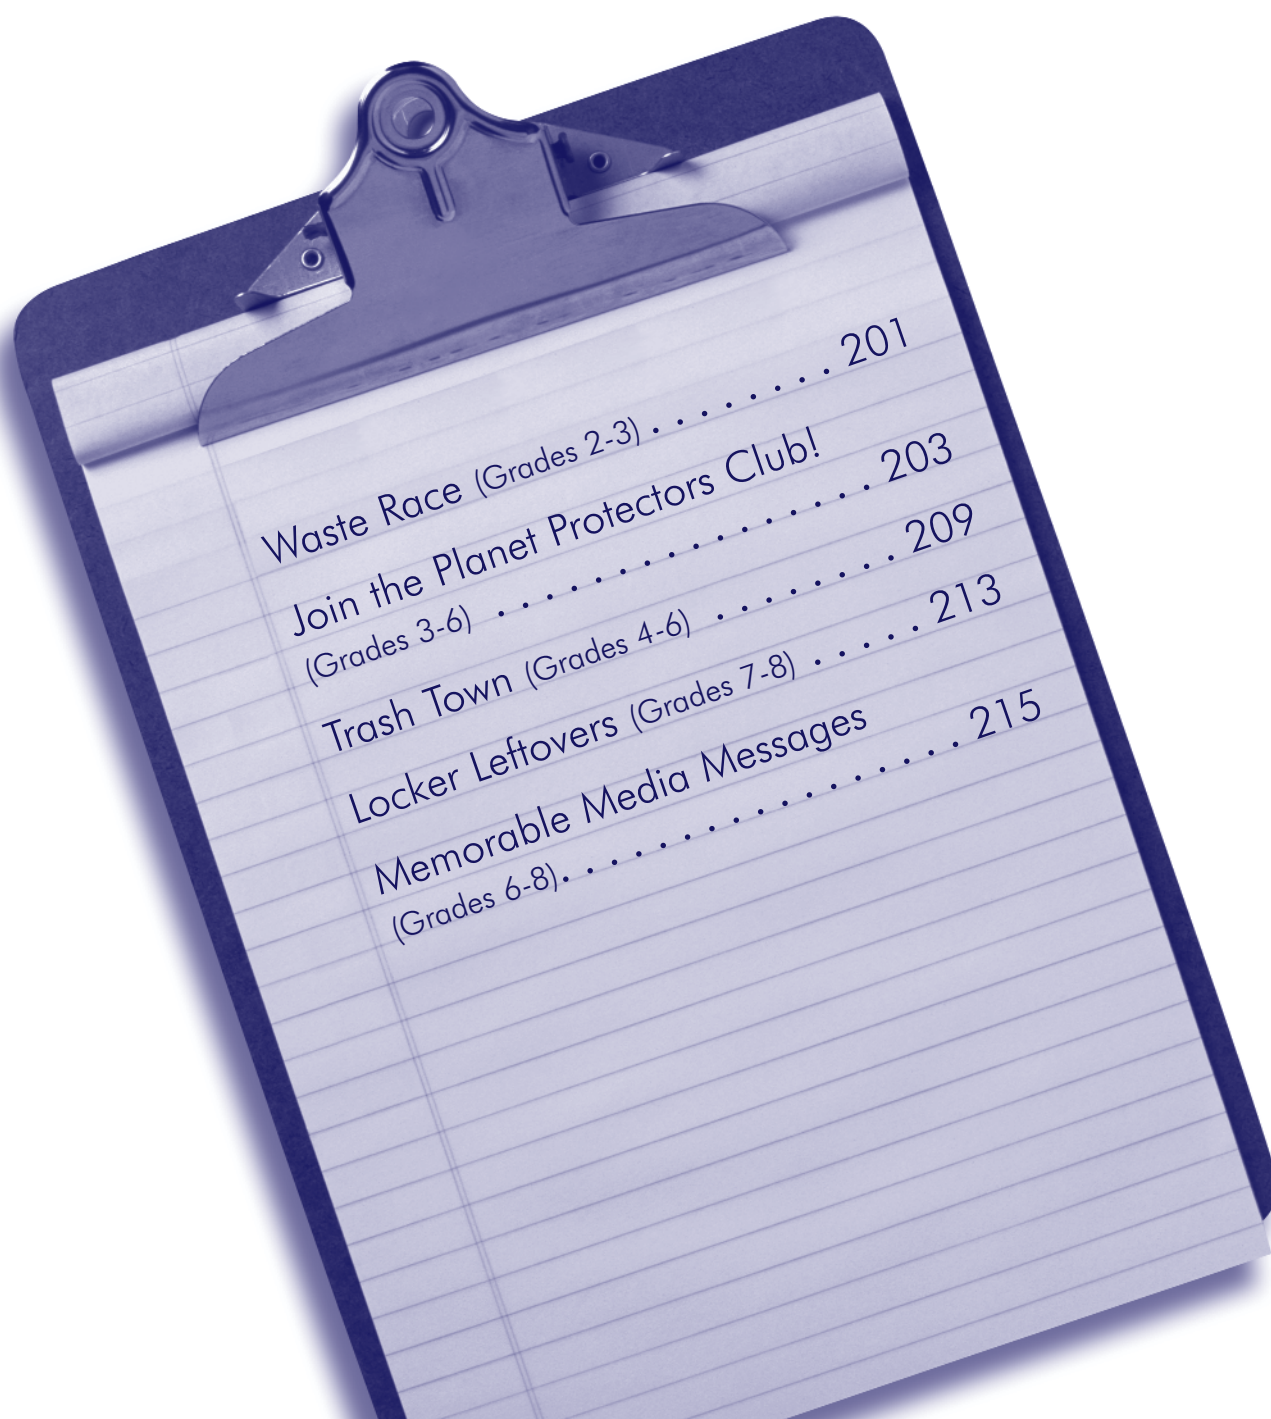 Waste Race (Grades 2-3) . . . . . . . . 201
Join the Planet Protectors Club!
(Grades 3-6) . . . . . . . . . . . . . . . . 203
Trash Town (Grades 4-6) . . . . . . . . 209
Locker Leftovers (Grades 7-8) . . . . . 213
Memorable Media Messages
(Grades 6-8). . . . . . . . . . . . . . . . . 215